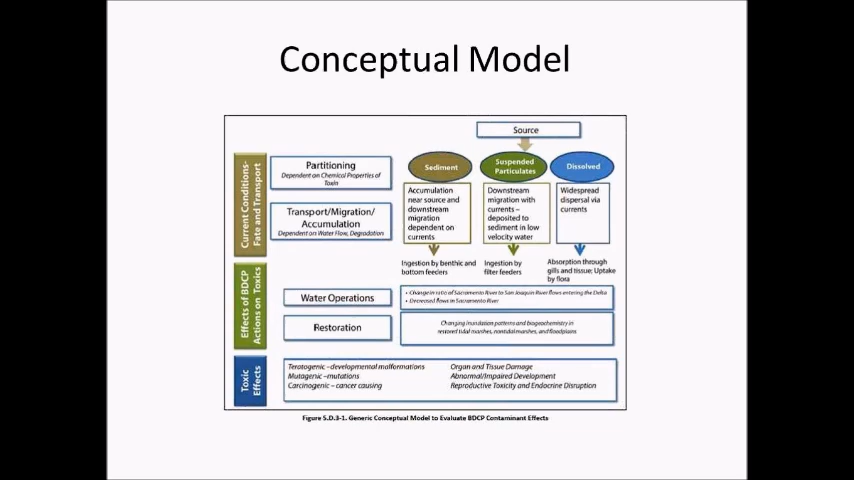 Conceptual Model
Source
Current Conditions-
Fate and Transport
Partitioning
Dependent on Chemical Properties of
Toxin
Transport/Migration/
Accumulation
Dependent on Water Flow, Degradation
Sediment
Suspended
Particulates
Dissolved
Accumulation
near source and
downstream
migration
dependent on
currents
Downstream
migration with
currents –
deposited to
sediment in low
velocity water
Widespread
dispersal via
currents
Ingestion by benthic and
bottom feeders
Ingestion by
filter feeders
Absorption through
gills and tissue; Uptake
by flora
Effects of BDCP
Actions on Toxics
Water Operations
• Change in ratio of Sacramento River to San Joaquin River flows entering the Delta
• Decreased flows in Sacramento River
Restoration
Changing inundation patterns and biogeochemistry in
restored tidal marshes, nontidal marshes, and floodplains
Toxic
Effects
Teratogenic –developmental malformations
Mutagenic –mutations
Carcinogenic – cancer causing
Organ and Tissue Damage
Abnormal/Impaired Development
Reproductive Toxicity and Endocrine Disruption
Figure 5.D.3-1. Generic Conceptual Model to Evaluate BDCP Contaminant Effects